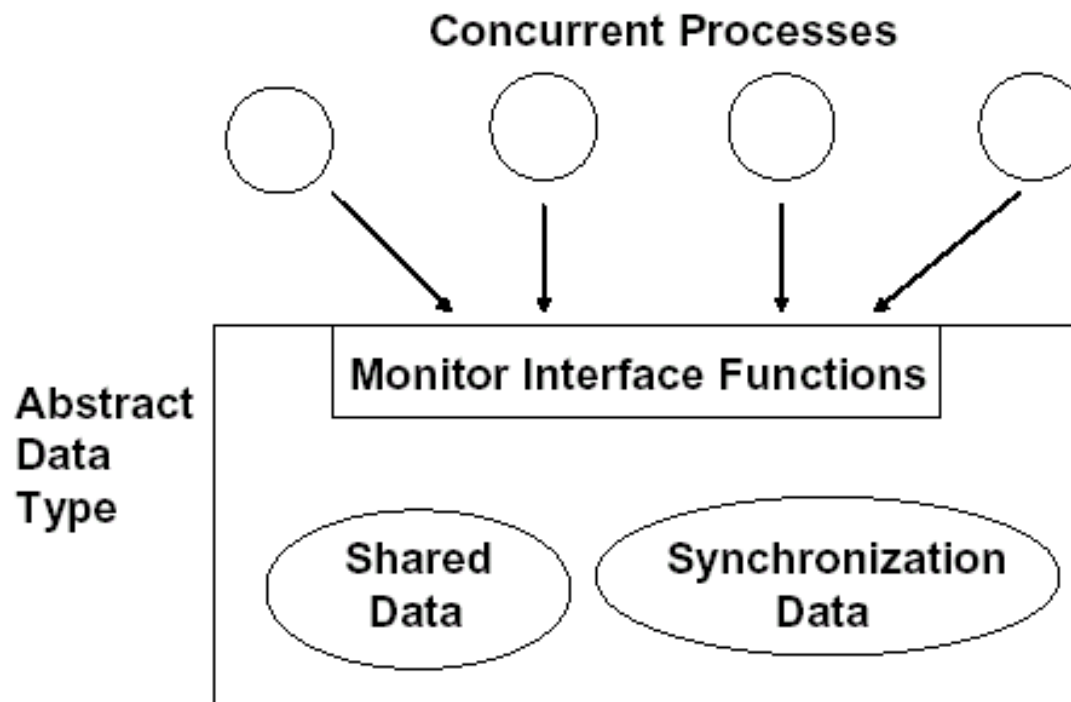 Concurrent Processes
Monitor Interface Functions
Abstract
Data
Type
Shared
Data
Synchronization
Data